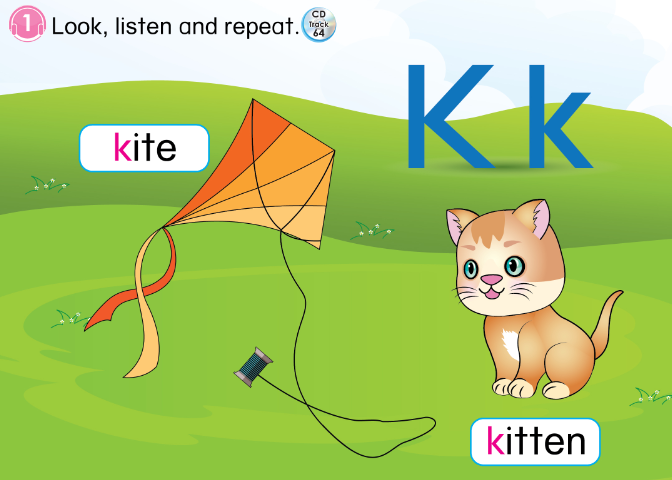 1 Look, listen and repeat. CD Track 64
K k
kite
kitten